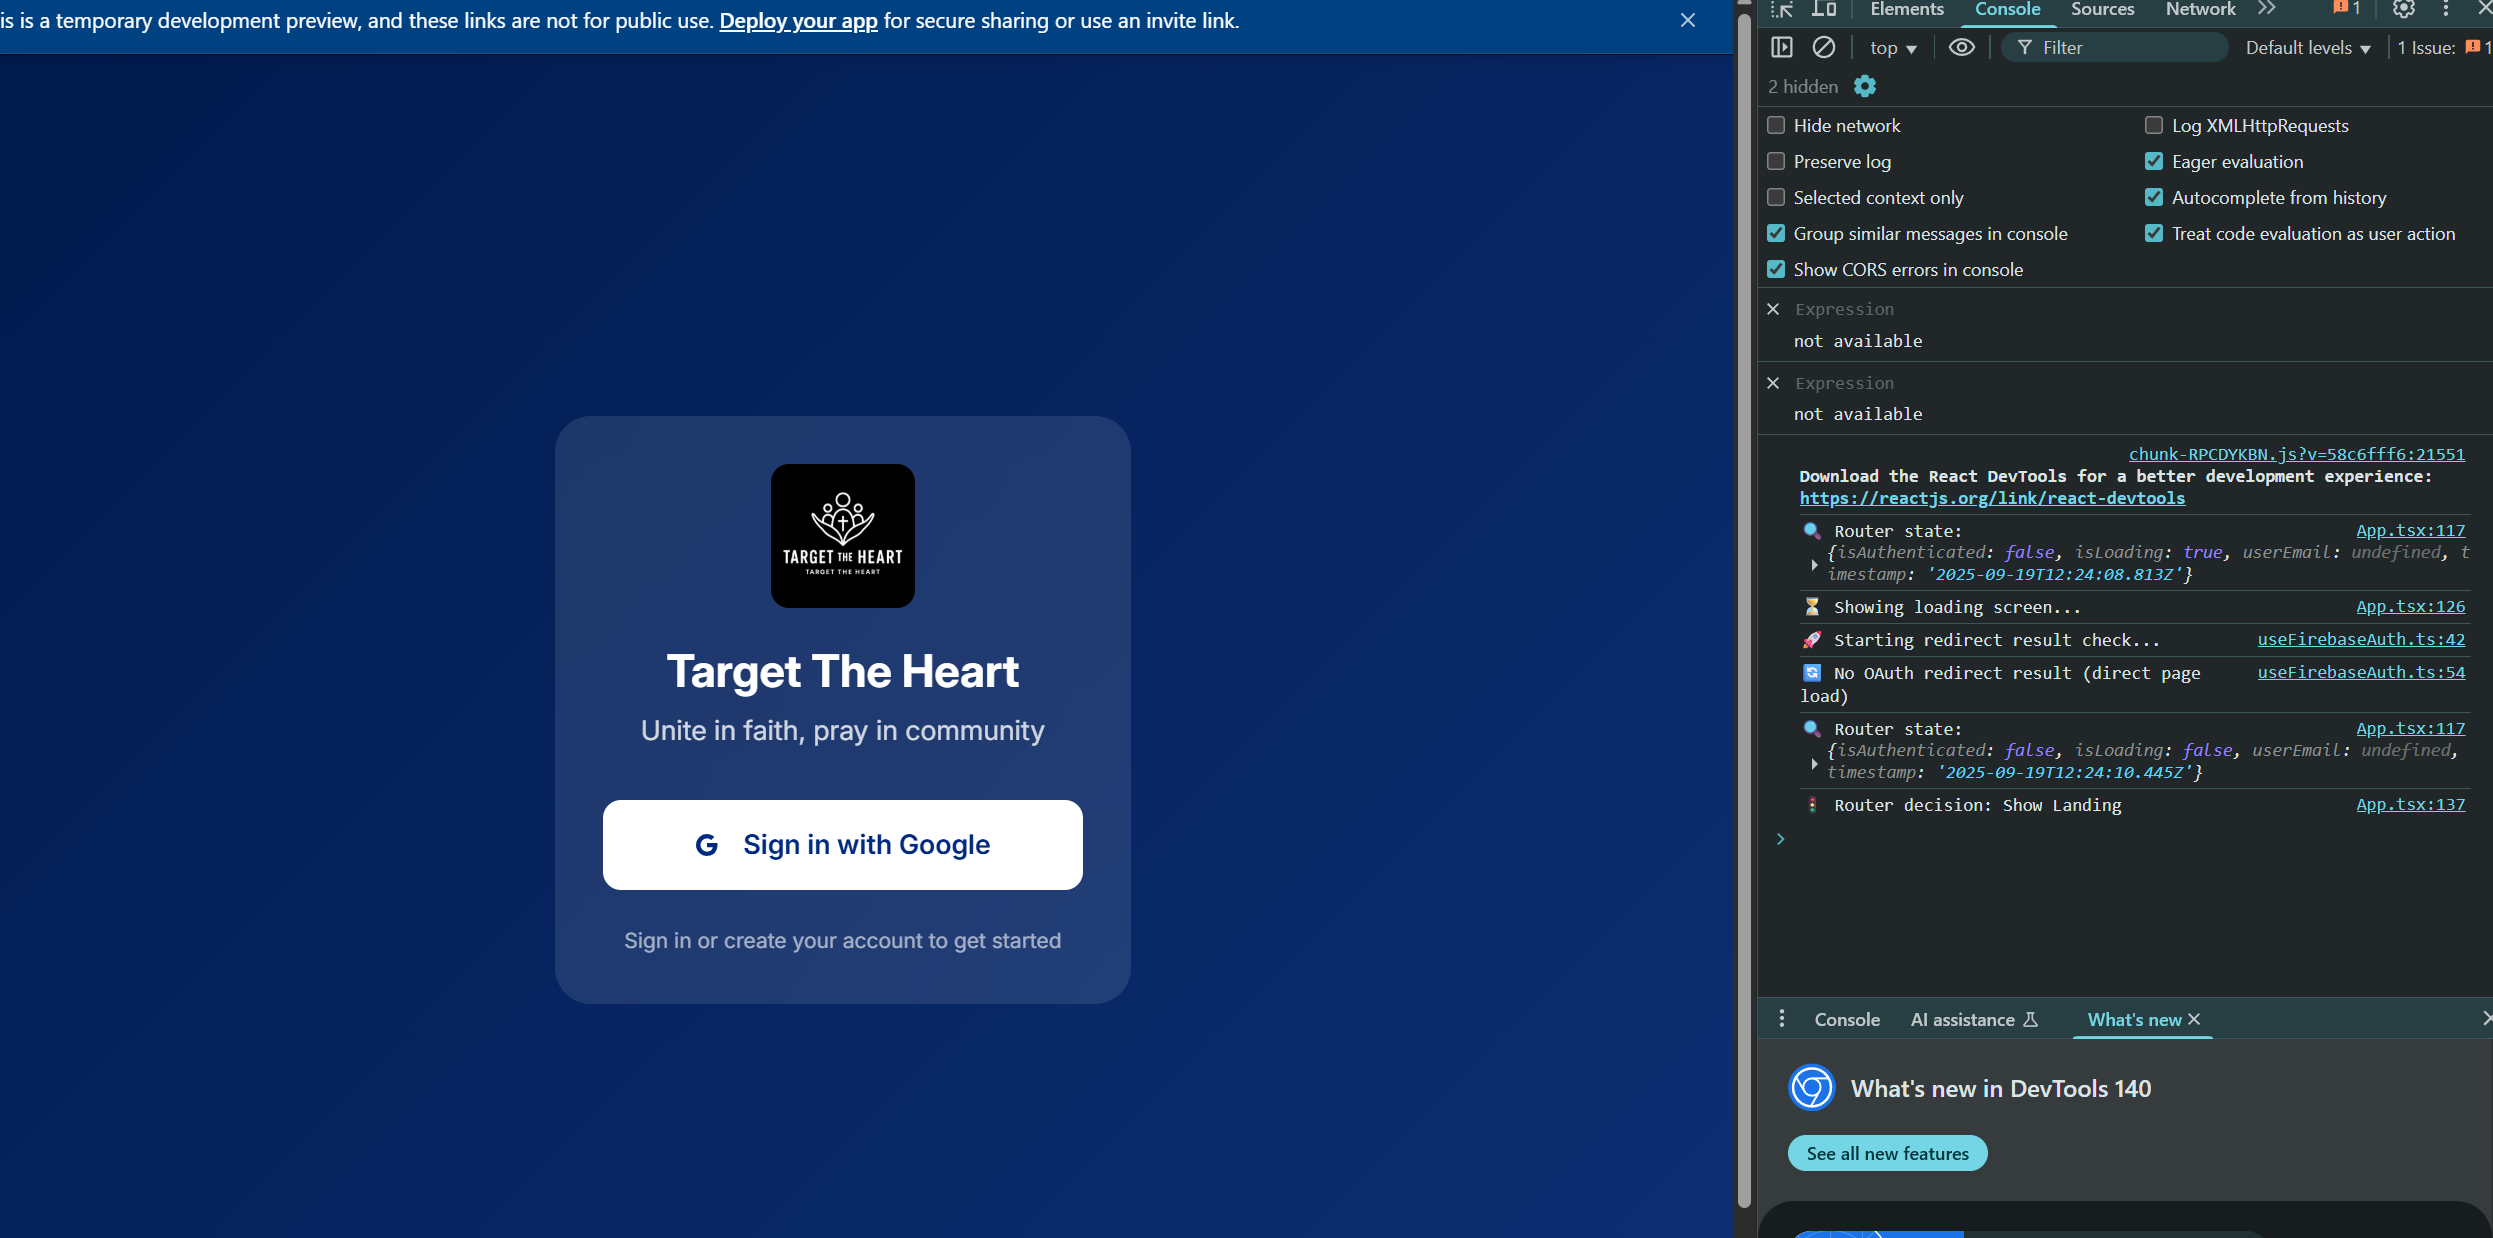 is is a temporary development preview, and these links are not for public use. Deploy your app for secure sharing or use an invite link.
TARGET THE HEART
TARGET THE HEART
Target The Heart
Unite in faith, pray in community
G Sign in with Google
Sign in or create your account to get started
Elements Console Sources Network 1
top Filter Default levels 1 Issue: 1
2 hidden
Hide network Log XMLHttpRequests
Preserve log Eager evaluation
Selected context only Autocomplete from history
Group similar messages in console Treat code evaluation as user action
Show CORS errors in console
Expression
not available
Expression
not available
chunk-RPCDYKBN.js?v=58c6fff6:21551
Download the React DevTools for a better development experience:
https://reactjs.org/link/react-devtools
🔍 Router state: App.tsx:117
{isAuthenticated: false, isLoading: true, userEmail: undefined, t
imestamp: '2025-09-19T12:24:08.813Z'}
⏳ Showing loading screen... App.tsx:126
🚀 Starting redirect result check... useFirebaseAuth.ts:42
🔄 No OAuth redirect result (direct page useFirebaseAuth.ts:54
load)
🔍 Router state: App.tsx:117
{isAuthenticated: false, isLoading: false, userEmail: undefined,
timestamp: '2025-09-19T12:24:10.445Z'}
🚦 Router decision: Show Landing App.tsx:137
Console AI assistance What's new
What's new in DevTools 140
See all new features